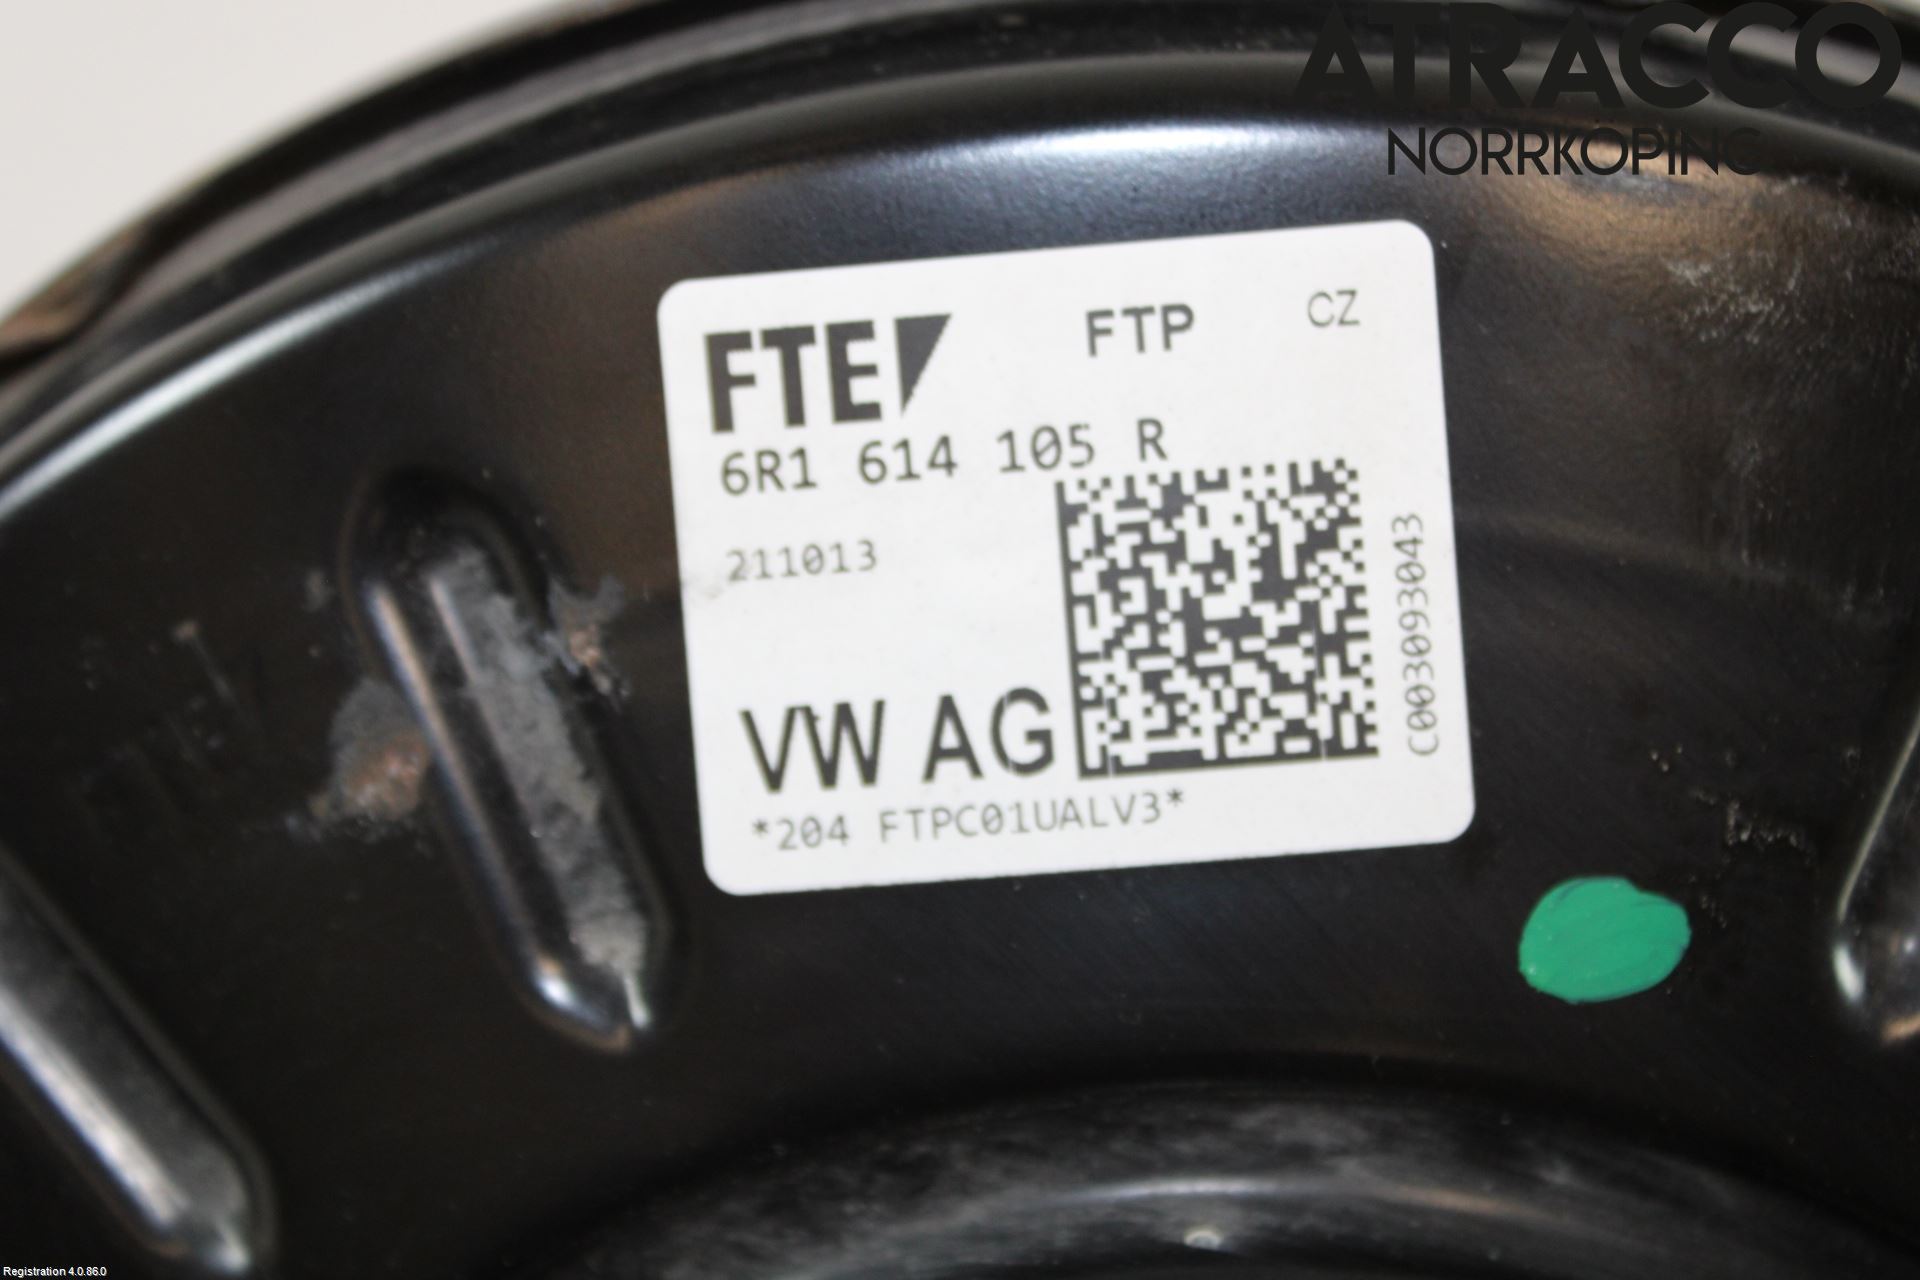 ATRACCO
NORRKÖPING
FTE FTP CZ
6R1 614 105 R
211013
C003093043
VW AG
*204 FTPC01UALV3*
Registration 4.0.86.0